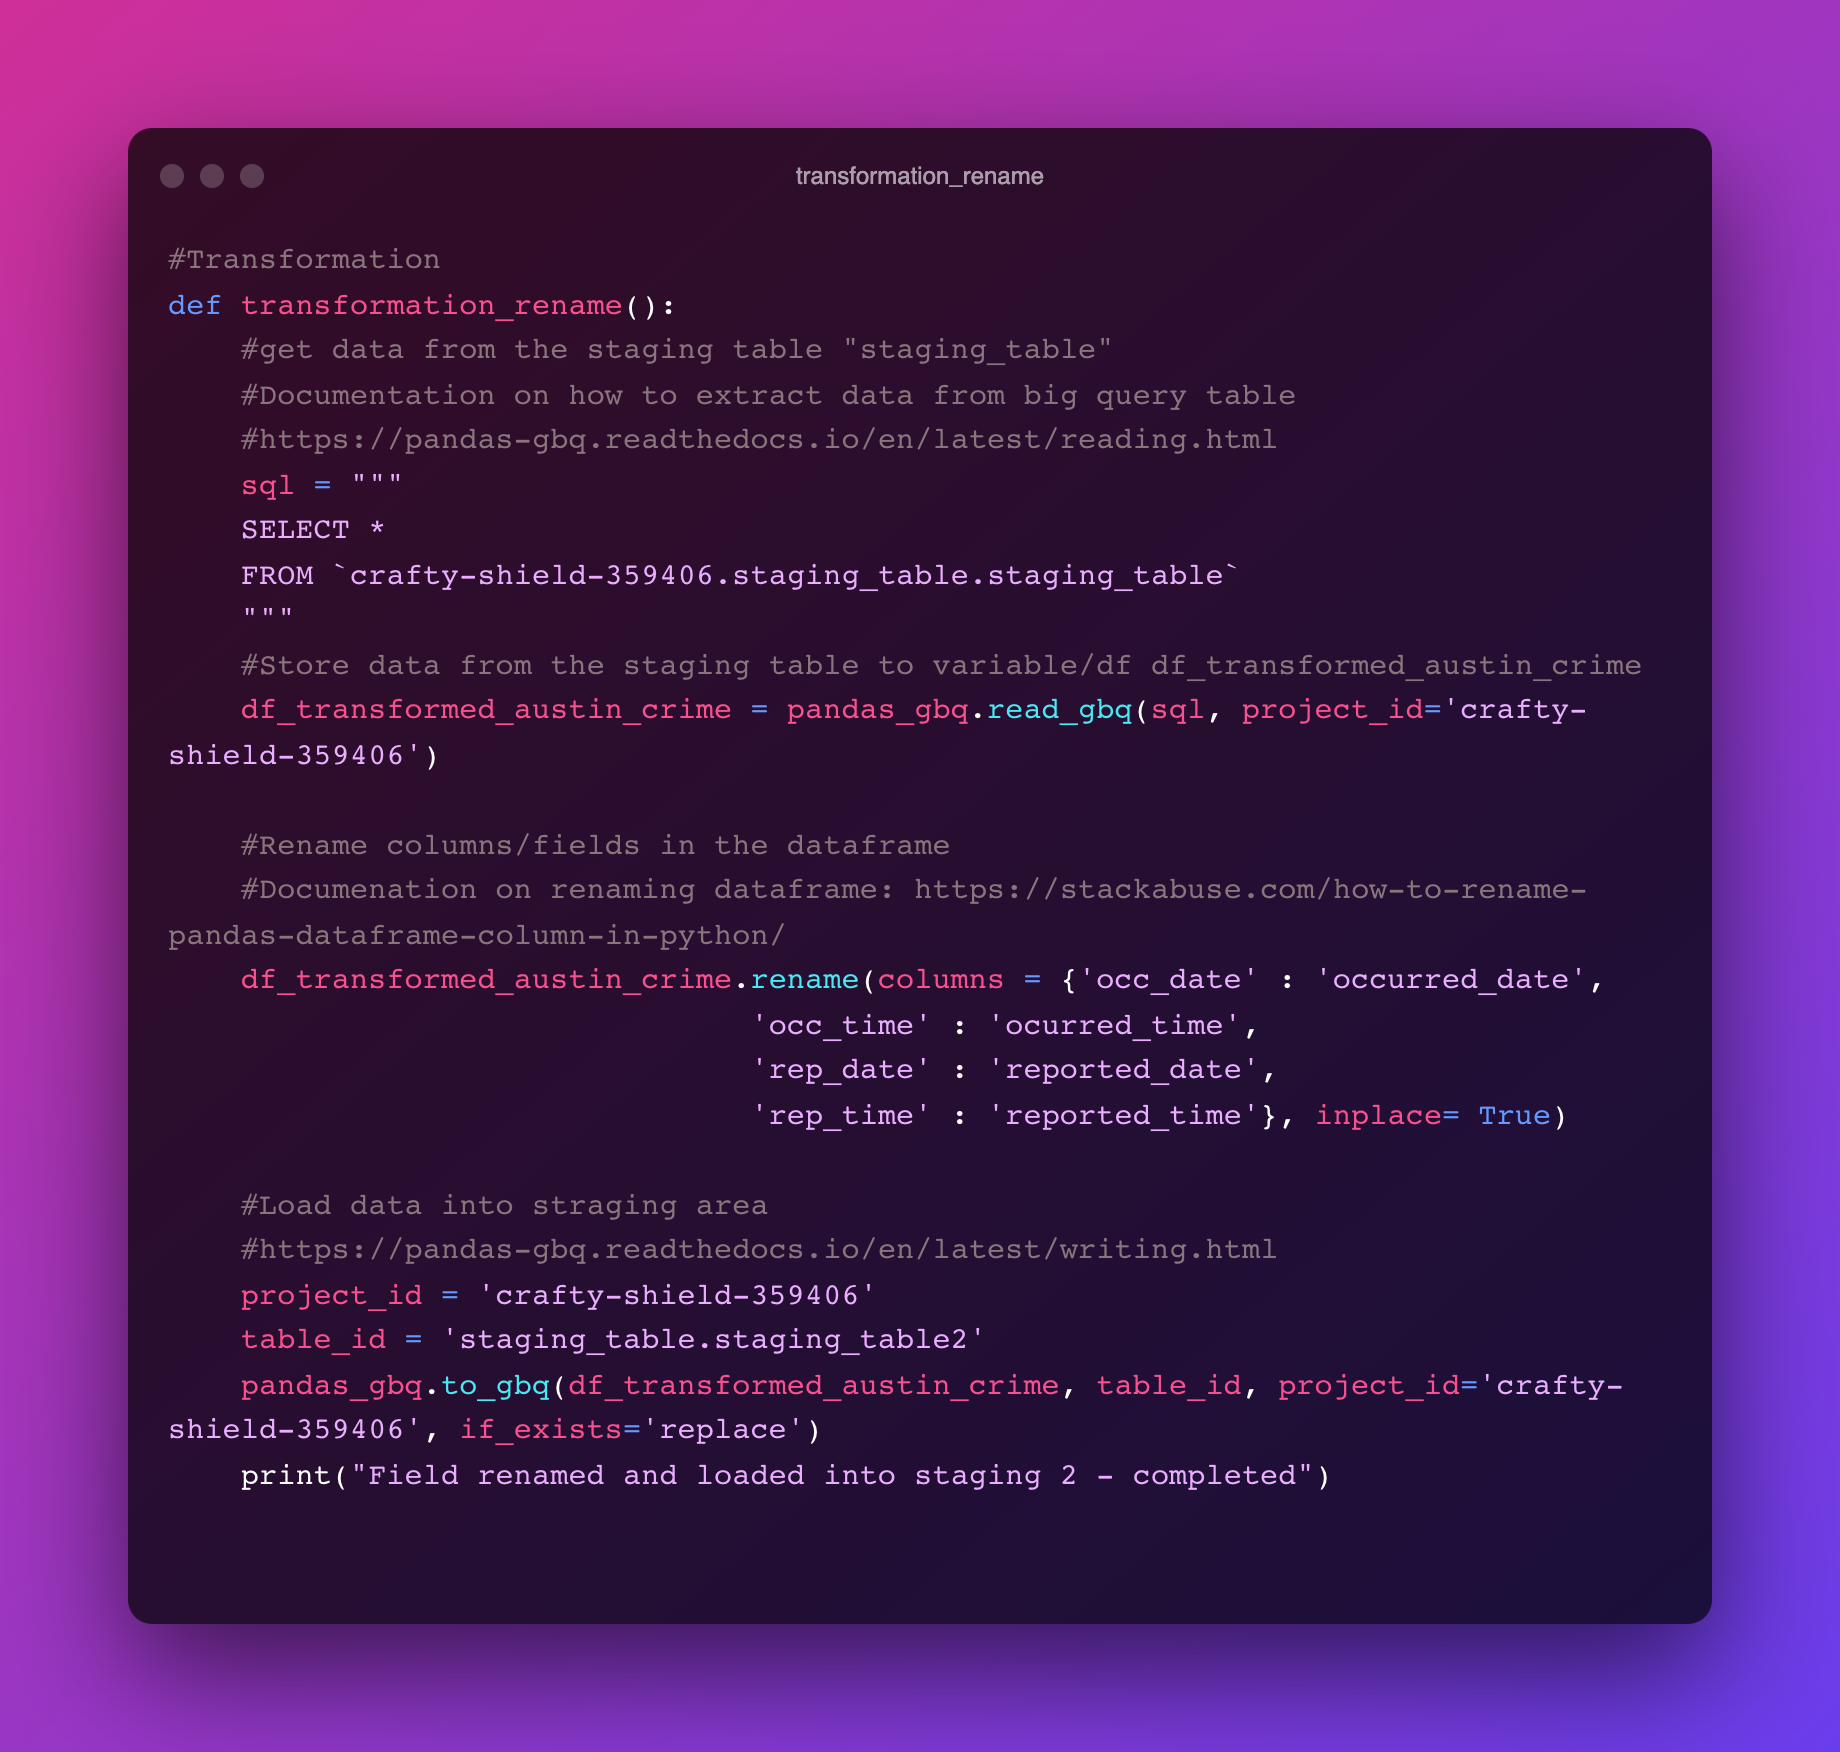 transformation_rename
#Transformation
def transformation_rename():
    #get data from the staging table "staging_table"
    #Documentation on how to extract data from big query table
    #https://pandas-gbq.readthedocs.io/en/latest/reading.html
    sql = """
    SELECT *
    FROM `crafty-shield-359406.staging_table.staging_table`
    """
    #Store data from the staging table to variable/df df_transformed_austin_crime
    df_transformed_austin_crime = pandas_gbq.read_gbq(sql, project_id='crafty-
shield-359406')
    #Rename columns/fields in the dataframe
    #Documenation on renaming dataframe: https://stackabuse.com/how-to-rename-
pandas-dataframe-column-in-python/
    df_transformed_austin_crime.rename(columns = {'occ_date' : 'occurred_date',
                                'occ_time' : 'ocurred_time',
                                'rep_date' : 'reported_date',
                                'rep_time' : 'reported_time'}, inplace= True)
    #Load data into straging area
    #https://pandas-gbq.readthedocs.io/en/latest/writing.html
    project_id = 'crafty-shield-359406'
    table_id = 'staging_table.staging_table2'
    pandas_gbq.to_gbq(df_transformed_austin_crime, table_id, project_id='crafty-
shield-359406', if_exists='replace')
    print("Field renamed and loaded into staging 2 - completed")